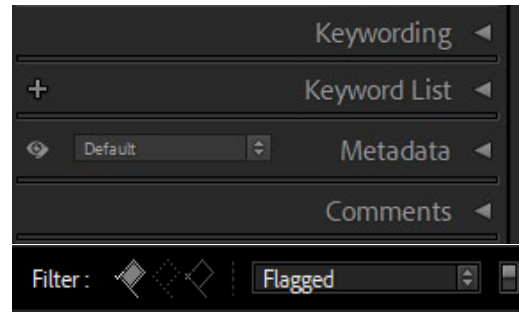 Keywording
Keyword List
Default Metadata
Comments
Filter : Flagged